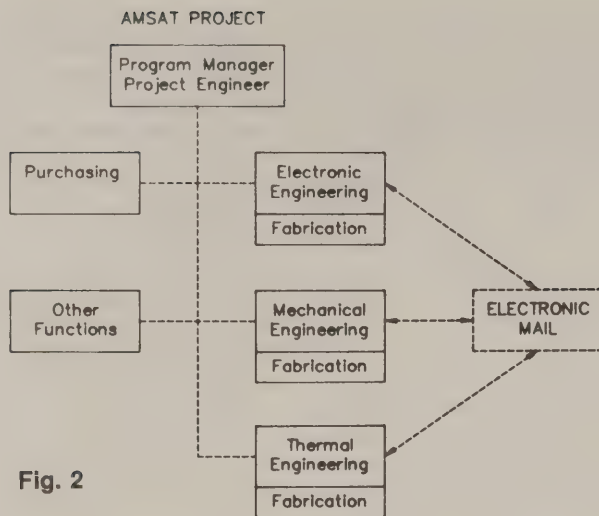 AMSAT PROJECT
Program Manager
Project Engineer
Purchasing
Electronic
Engineering
Fabrication
Other
Functions
Mechanical
Engineering
Fabrication
ELECTRONIC
MAIL
Thermal
Engineering
Fabrication
Fig. 2